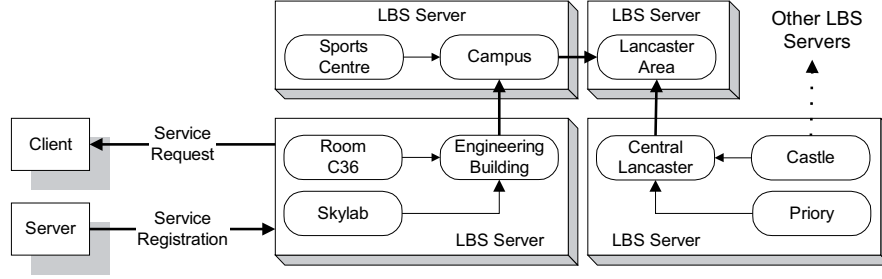 LBS Server
Sports
Centre
Campus
LBS Server
Lancaster
Area
Other LBS
Servers
Client
Service
Request
Room
C36
Engineering
Building
Skylab
LBS Server
Central
Lancaster
Castle
Priory
LBS Server
Server
Service
Registration